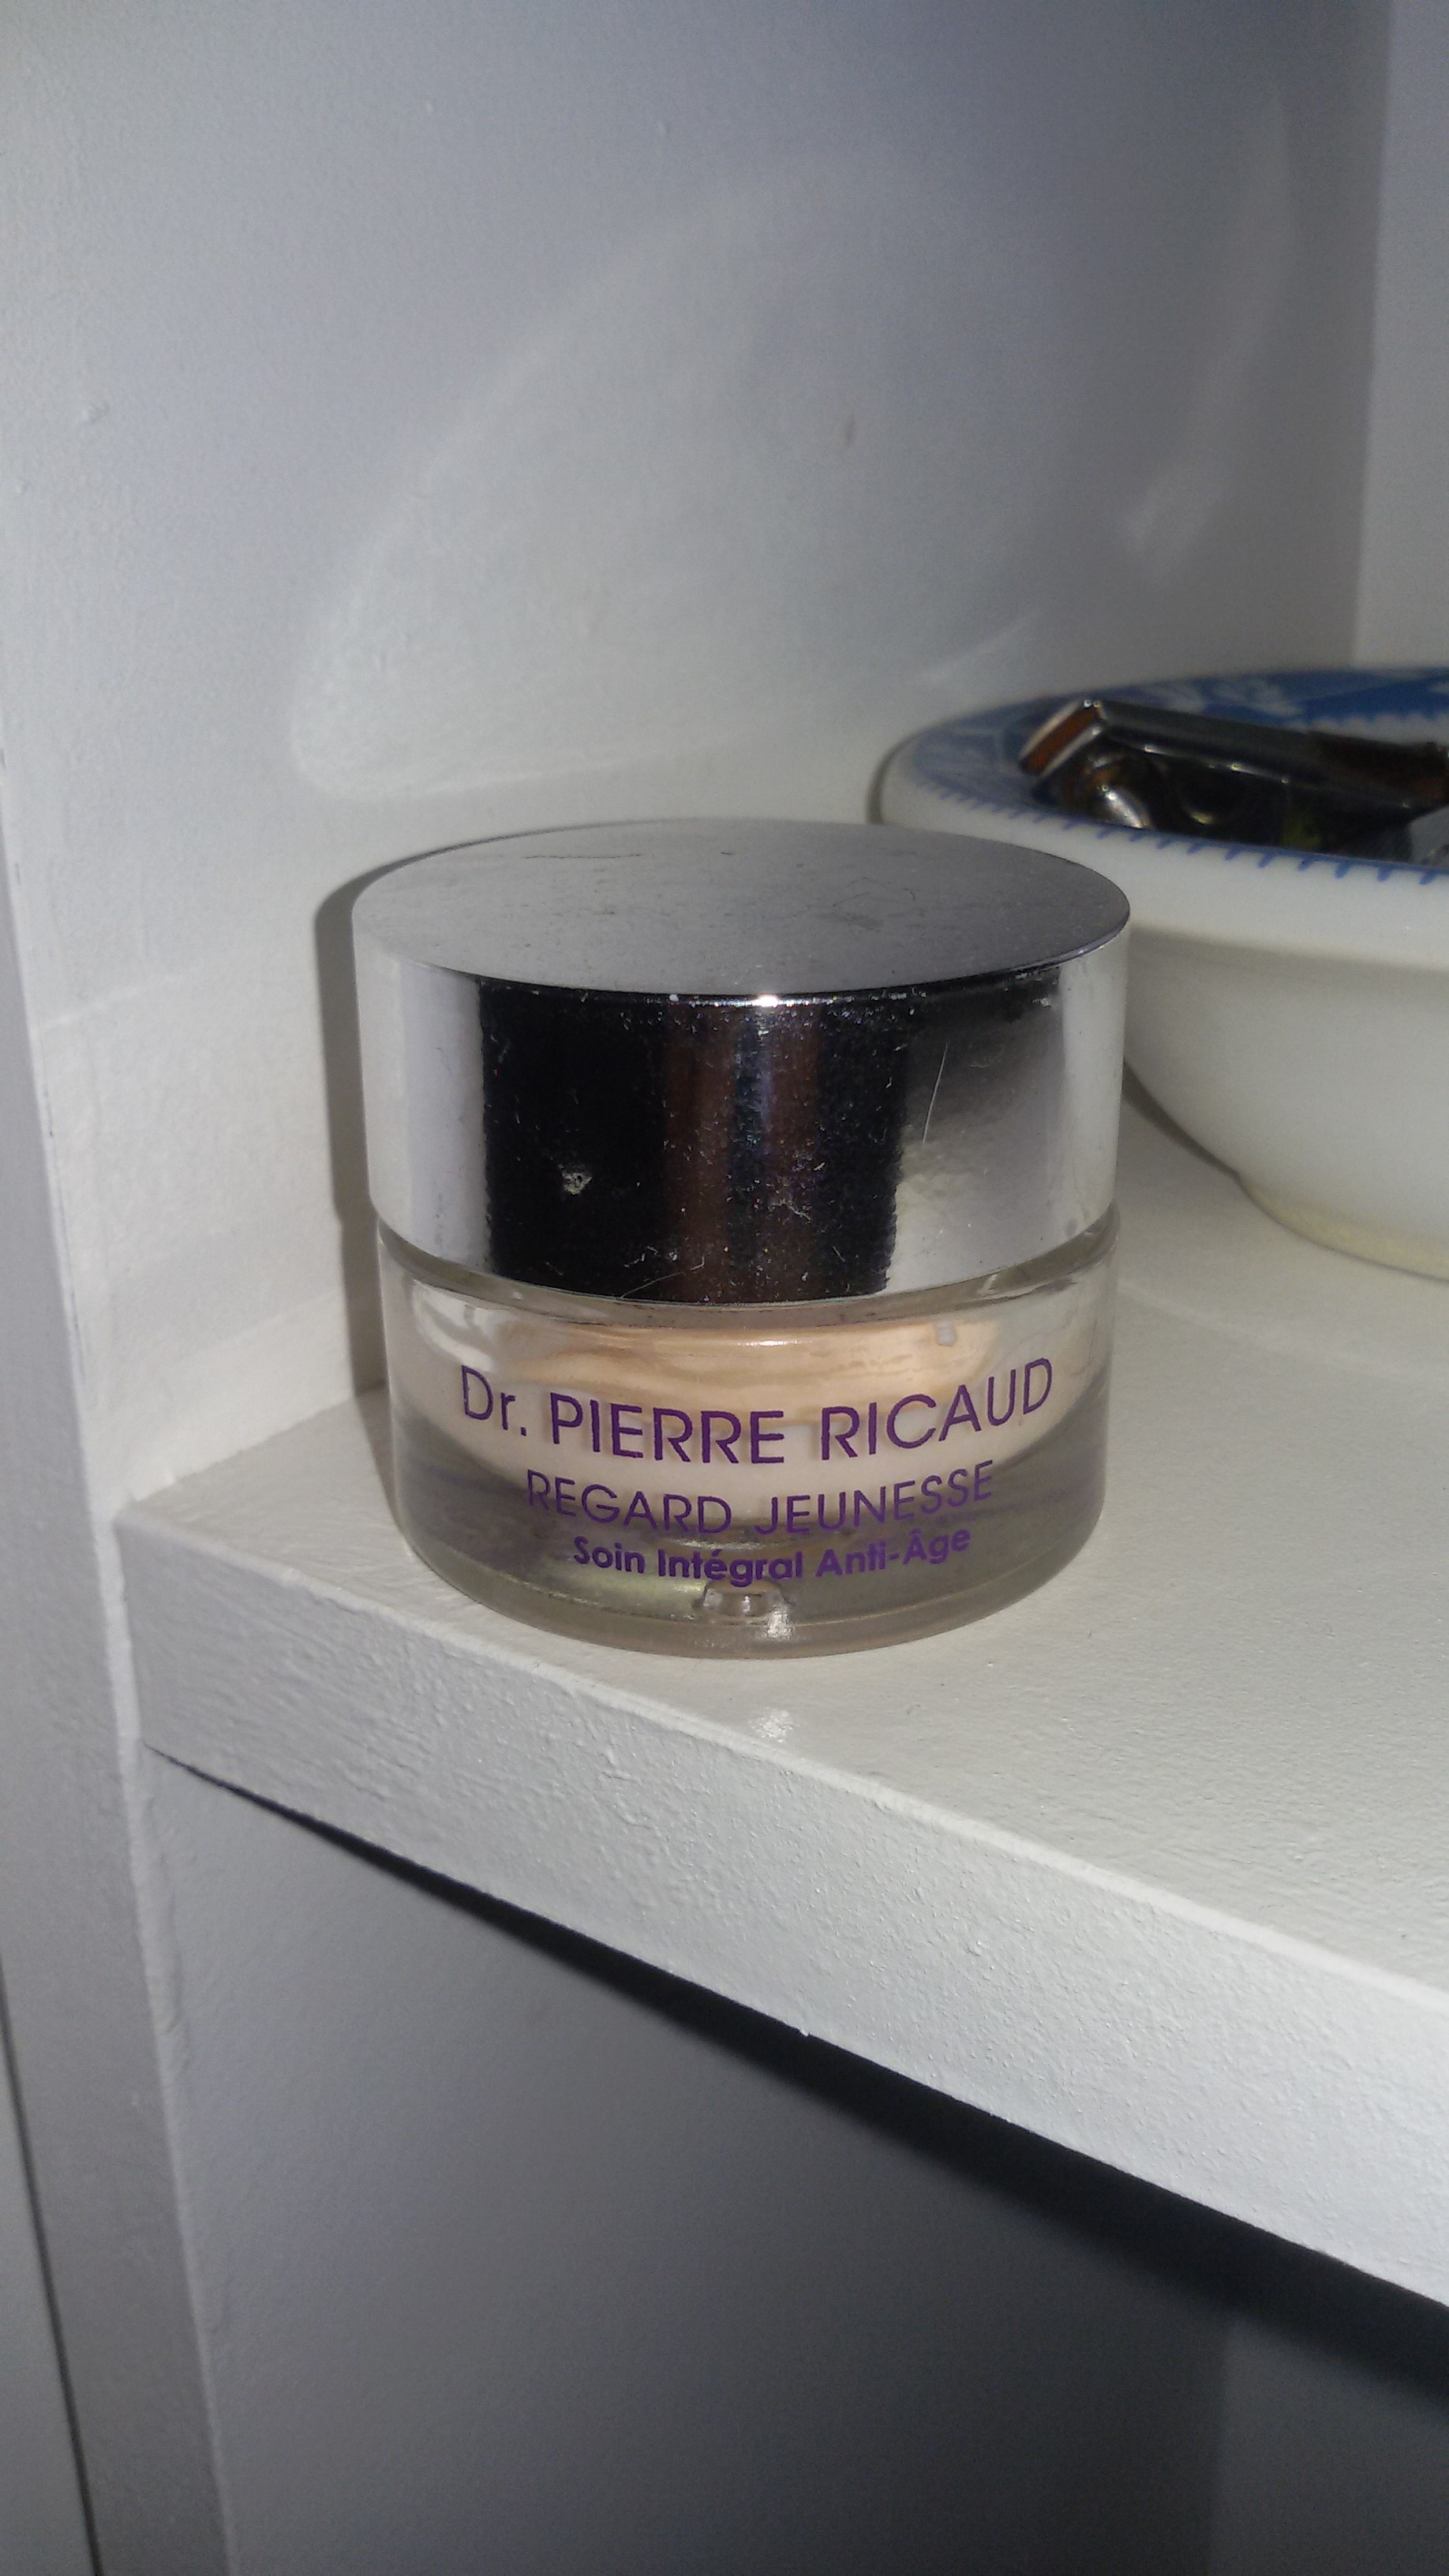 Dr. PIERRE RICAUD
REGARD JEUNESSE
Soin Intégral Anti-Âge